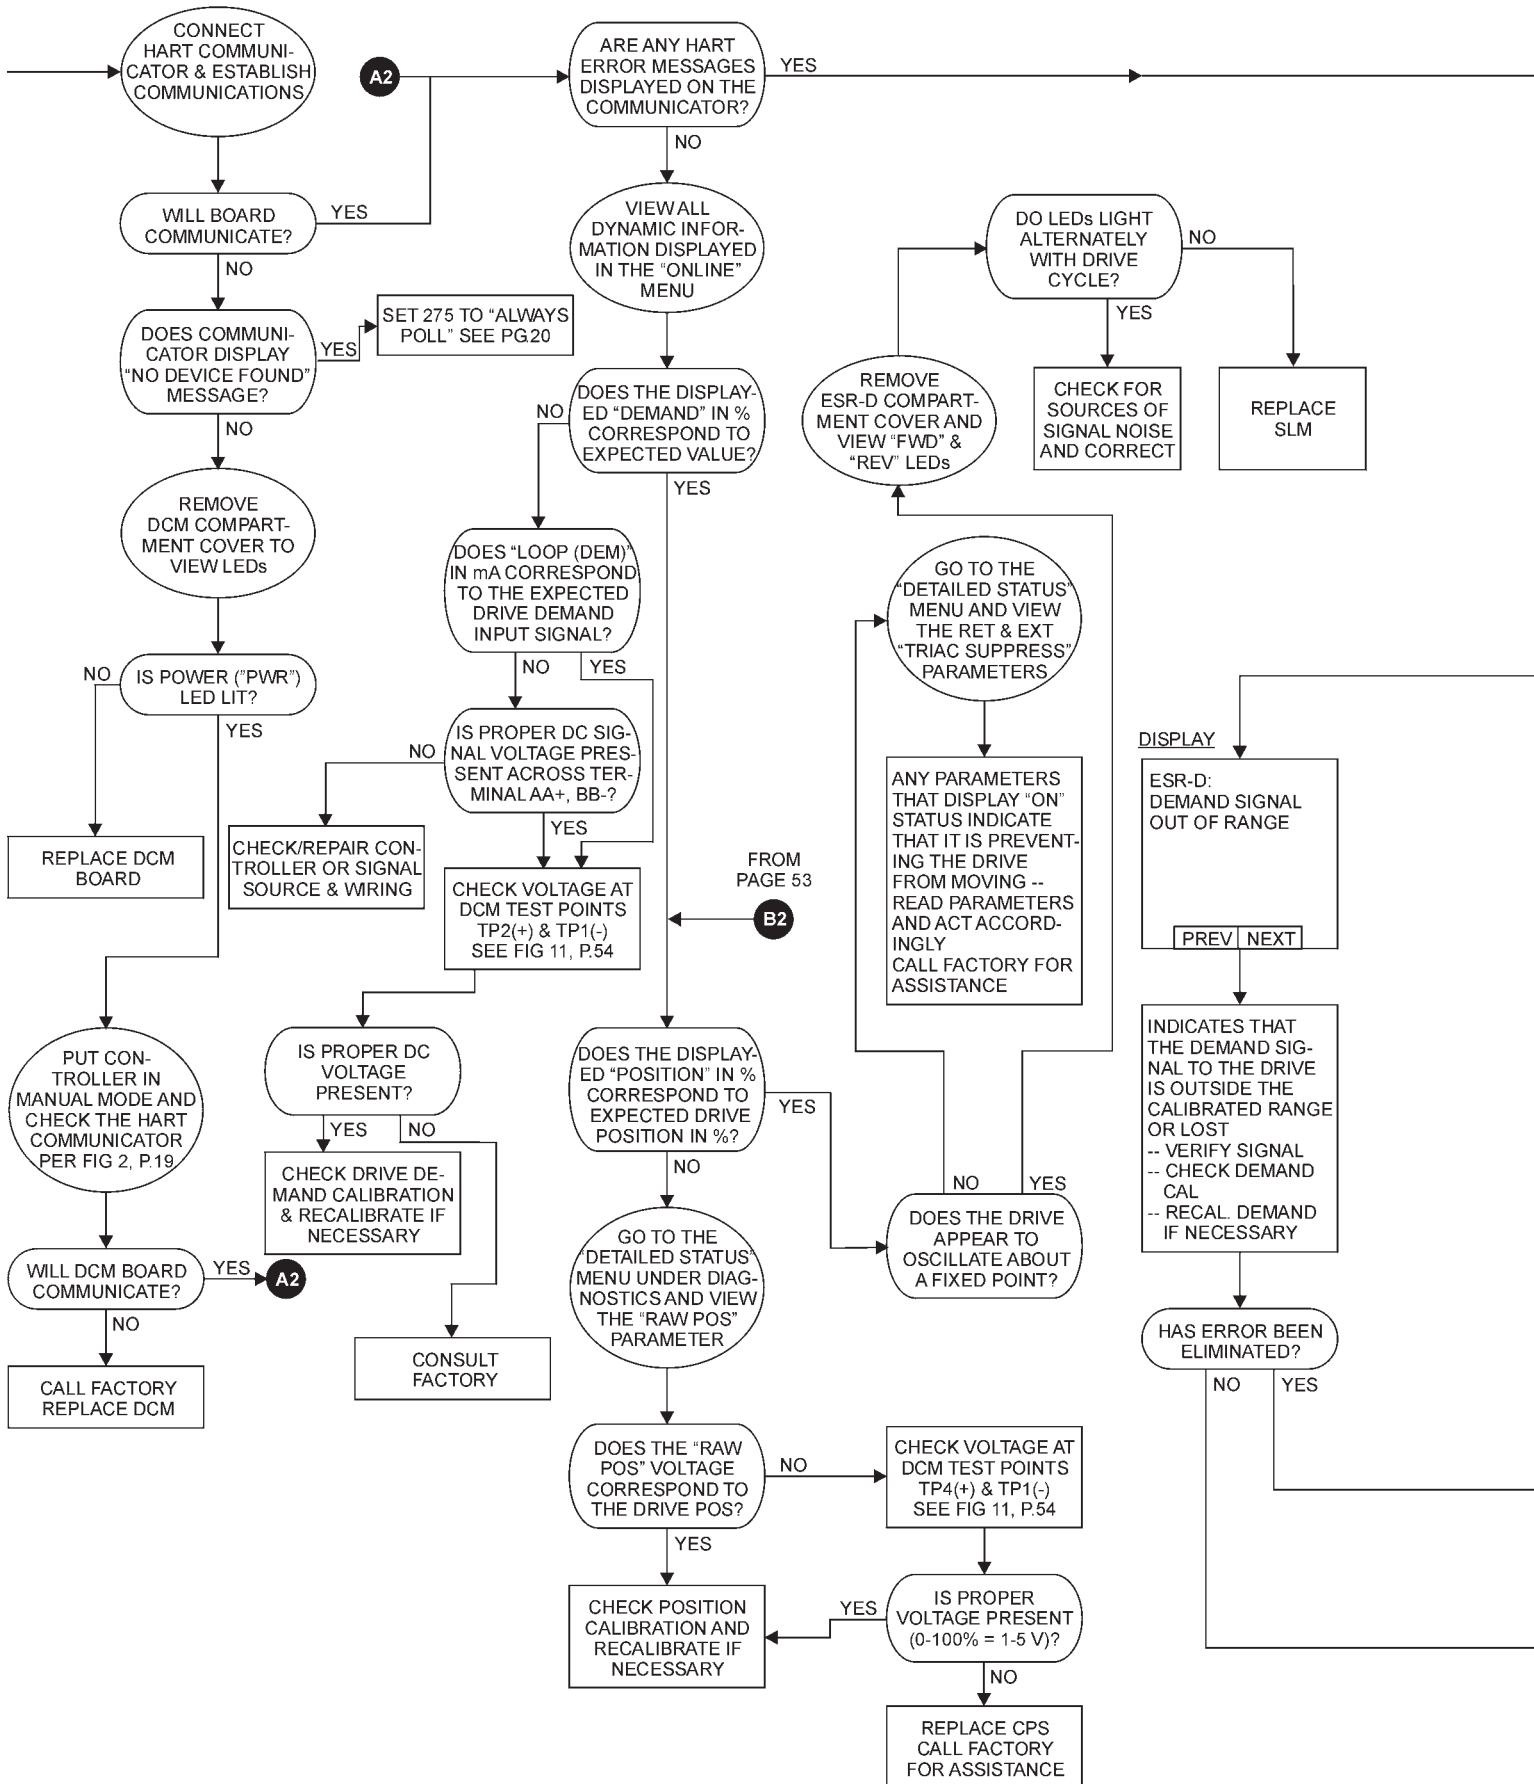 CONNECT
HART COMMUNI-
CATOR & ESTABLISH
COMMUNICATIONS
WILL BOARD
COMMUNICATE?
YES
NO
DOES COMMUNI-
CATOR DISPLAY
“NO DEVICE FOUND”
MESSAGE?
YES
SET 275 TO “ALWAYS
POLL” SEE PG.20
NO
REMOVE
DCM COMPART-
MENT COVER TO
VIEW LEDs
IS POWER (”PWR”)
LED LIT?
NO
YES
REPLACE DCM
BOARD
PUT CON-
TROLLER IN
MANUAL MODE AND
CHECK THE HART
COMMUNICATOR
PER FIG 2, P.19
WILL DCM BOARD
COMMUNICATE?
YES
A2
NO
CALL FACTORY
REPLACE DCM
A2
ARE ANY HART
ERROR MESSAGES
DISPLAYED ON THE
COMMUNICATOR?
YES
NO
VIEW ALL
DYNAMIC INFOR-
MATION DISPLAYED
IN THE “ONLINE”
MENU
DOES THE DISPLAY-
ED “DEMAND” IN %
CORRESPOND TO
EXPECTED VALUE?
NO
YES
DOES “LOOP (DEM)”
IN mA CORRESPOND
TO THE EXPECTED
DRIVE DEMAND
INPUT SIGNAL?
NO
YES
IS PROPER DC SIG-
NAL VOLTAGE PRES-
SENT ACROSS TER-
MINAL AA+, BB-?
NO
YES
CHECK/REPAIR CON-
TROLLER OR SIGNAL
SOURCE & WIRING
CHECK VOLTAGE AT
DCM TEST POINTS
TP2(+) & TP1(-)
SEE FIG 11, P.54
IS PROPER DC
VOLTAGE
PRESENT?
YES
NO
CHECK DRIVE DE-
MAND CALIBRATION
& RECALIBRATE IF
NECESSARY
CONSULT
FACTORY
FROM
PAGE 53
B2
DOES THE DISPLAY-
ED “POSITION” IN %
CORRESPOND TO
EXPECTED DRIVE
POSITION IN %?
YES
NO
GO TO THE
“DETAILED STATUS”
MENU UNDER DIAG-
NOSTICS AND VIEW
THE “RAW POS”
PARAMETER
DOES THE “RAW
POS” VOLTAGE
CORRESPOND TO
THE DRIVE POS?
NO
YES
CHECK POSITION
CALIBRATION AND
RECALIBRATE IF
NECESSARY
CHECK VOLTAGE AT
DCM TEST POINTS
TP4(+) & TP1(-)
SEE FIG 11, P.54
IS PROPER
VOLTAGE PRESENT
(0-100% = 1-5 V)?
YES
NO
REPLACE CPS
CALL FACTORY
FOR ASSISTANCE
DOES THE DRIVE
APPEAR TO
OSCILLATE ABOUT
A FIXED POINT?
NO
YES
GO TO THE
“DETAILED STATUS”
MENU AND VIEW
THE RET & EXT
“TRIAC SUPPRESS”
PARAMETERS
ANY PARAMETERS
THAT DISPLAY “ON”
STATUS INDICATE
THAT IT IS PREVENT-
ING THE DRIVE
FROM MOVING --
READ PARAMETERS
AND ACT ACCORD-
INGLY
CALL FACTORY FOR
ASSISTANCE
REMOVE
ESR-D COMPART-
MENT COVER AND
VIEW “FWD” &
“REV” LEDs
DO LEDs LIGHT
ALTERNATELY
WITH DRIVE
CYCLE?
NO
YES
CHECK FOR
SOURCES OF
SIGNAL NOISE
AND CORRECT
REPLACE
SLM
DISPLAY
ESR-D:
DEMAND SIGNAL
OUT OF RANGE
PREV NEXT
INDICATES THAT
THE DEMAND SIG-
NAL TO THE DRIVE
IS OUTSIDE THE
CALIBRATED RANGE
OR LOST
-- VERIFY SIGNAL
-- CHECK DEMAND
CAL
-- RECAL. DEMAND
IF NECESSARY
HAS ERROR BEEN
ELIMINATED?
NO
YES